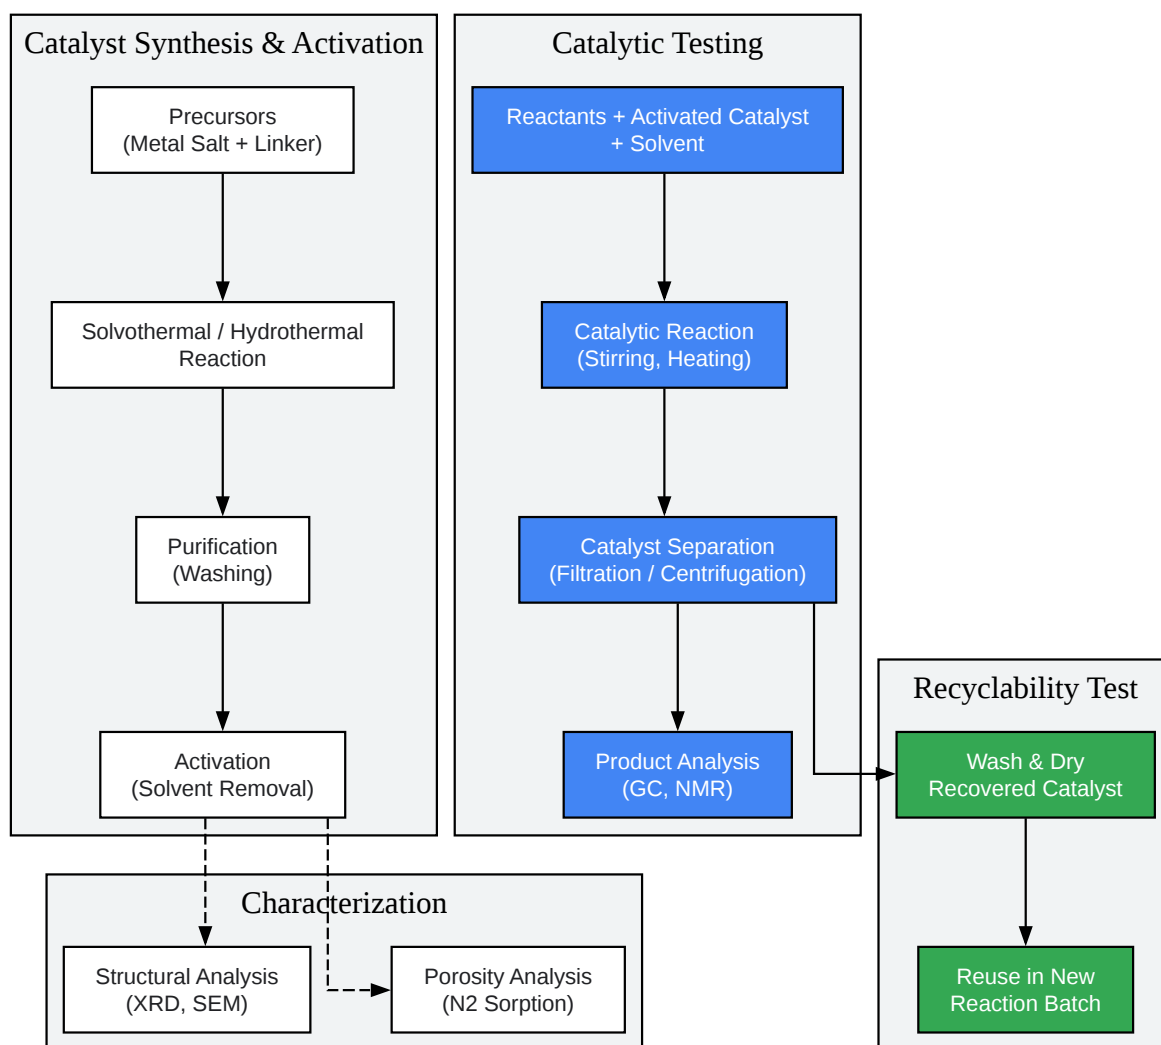 Catalyst Synthesis & Activation
Precursors
(Metal Salt + Linker)
Solvothermal / Hydrothermal
Reaction
Purification
(Washing)
Activation
(Solvent Removal)
Catalytic Testing
Reactants + Activated Catalyst
+ Solvent
Catalytic Reaction
(Stirring, Heating)
Catalyst Separation
(Filtration / Centrifugation)
Product Analysis
(GC, NMR)
Recyclability Test
Wash & Dry
Recovered Catalyst
Reuse in New
Reaction Batch
Characterization
Structural Analysis
(XRD, SEM)
Porosity Analysis
(N2 Sorption)